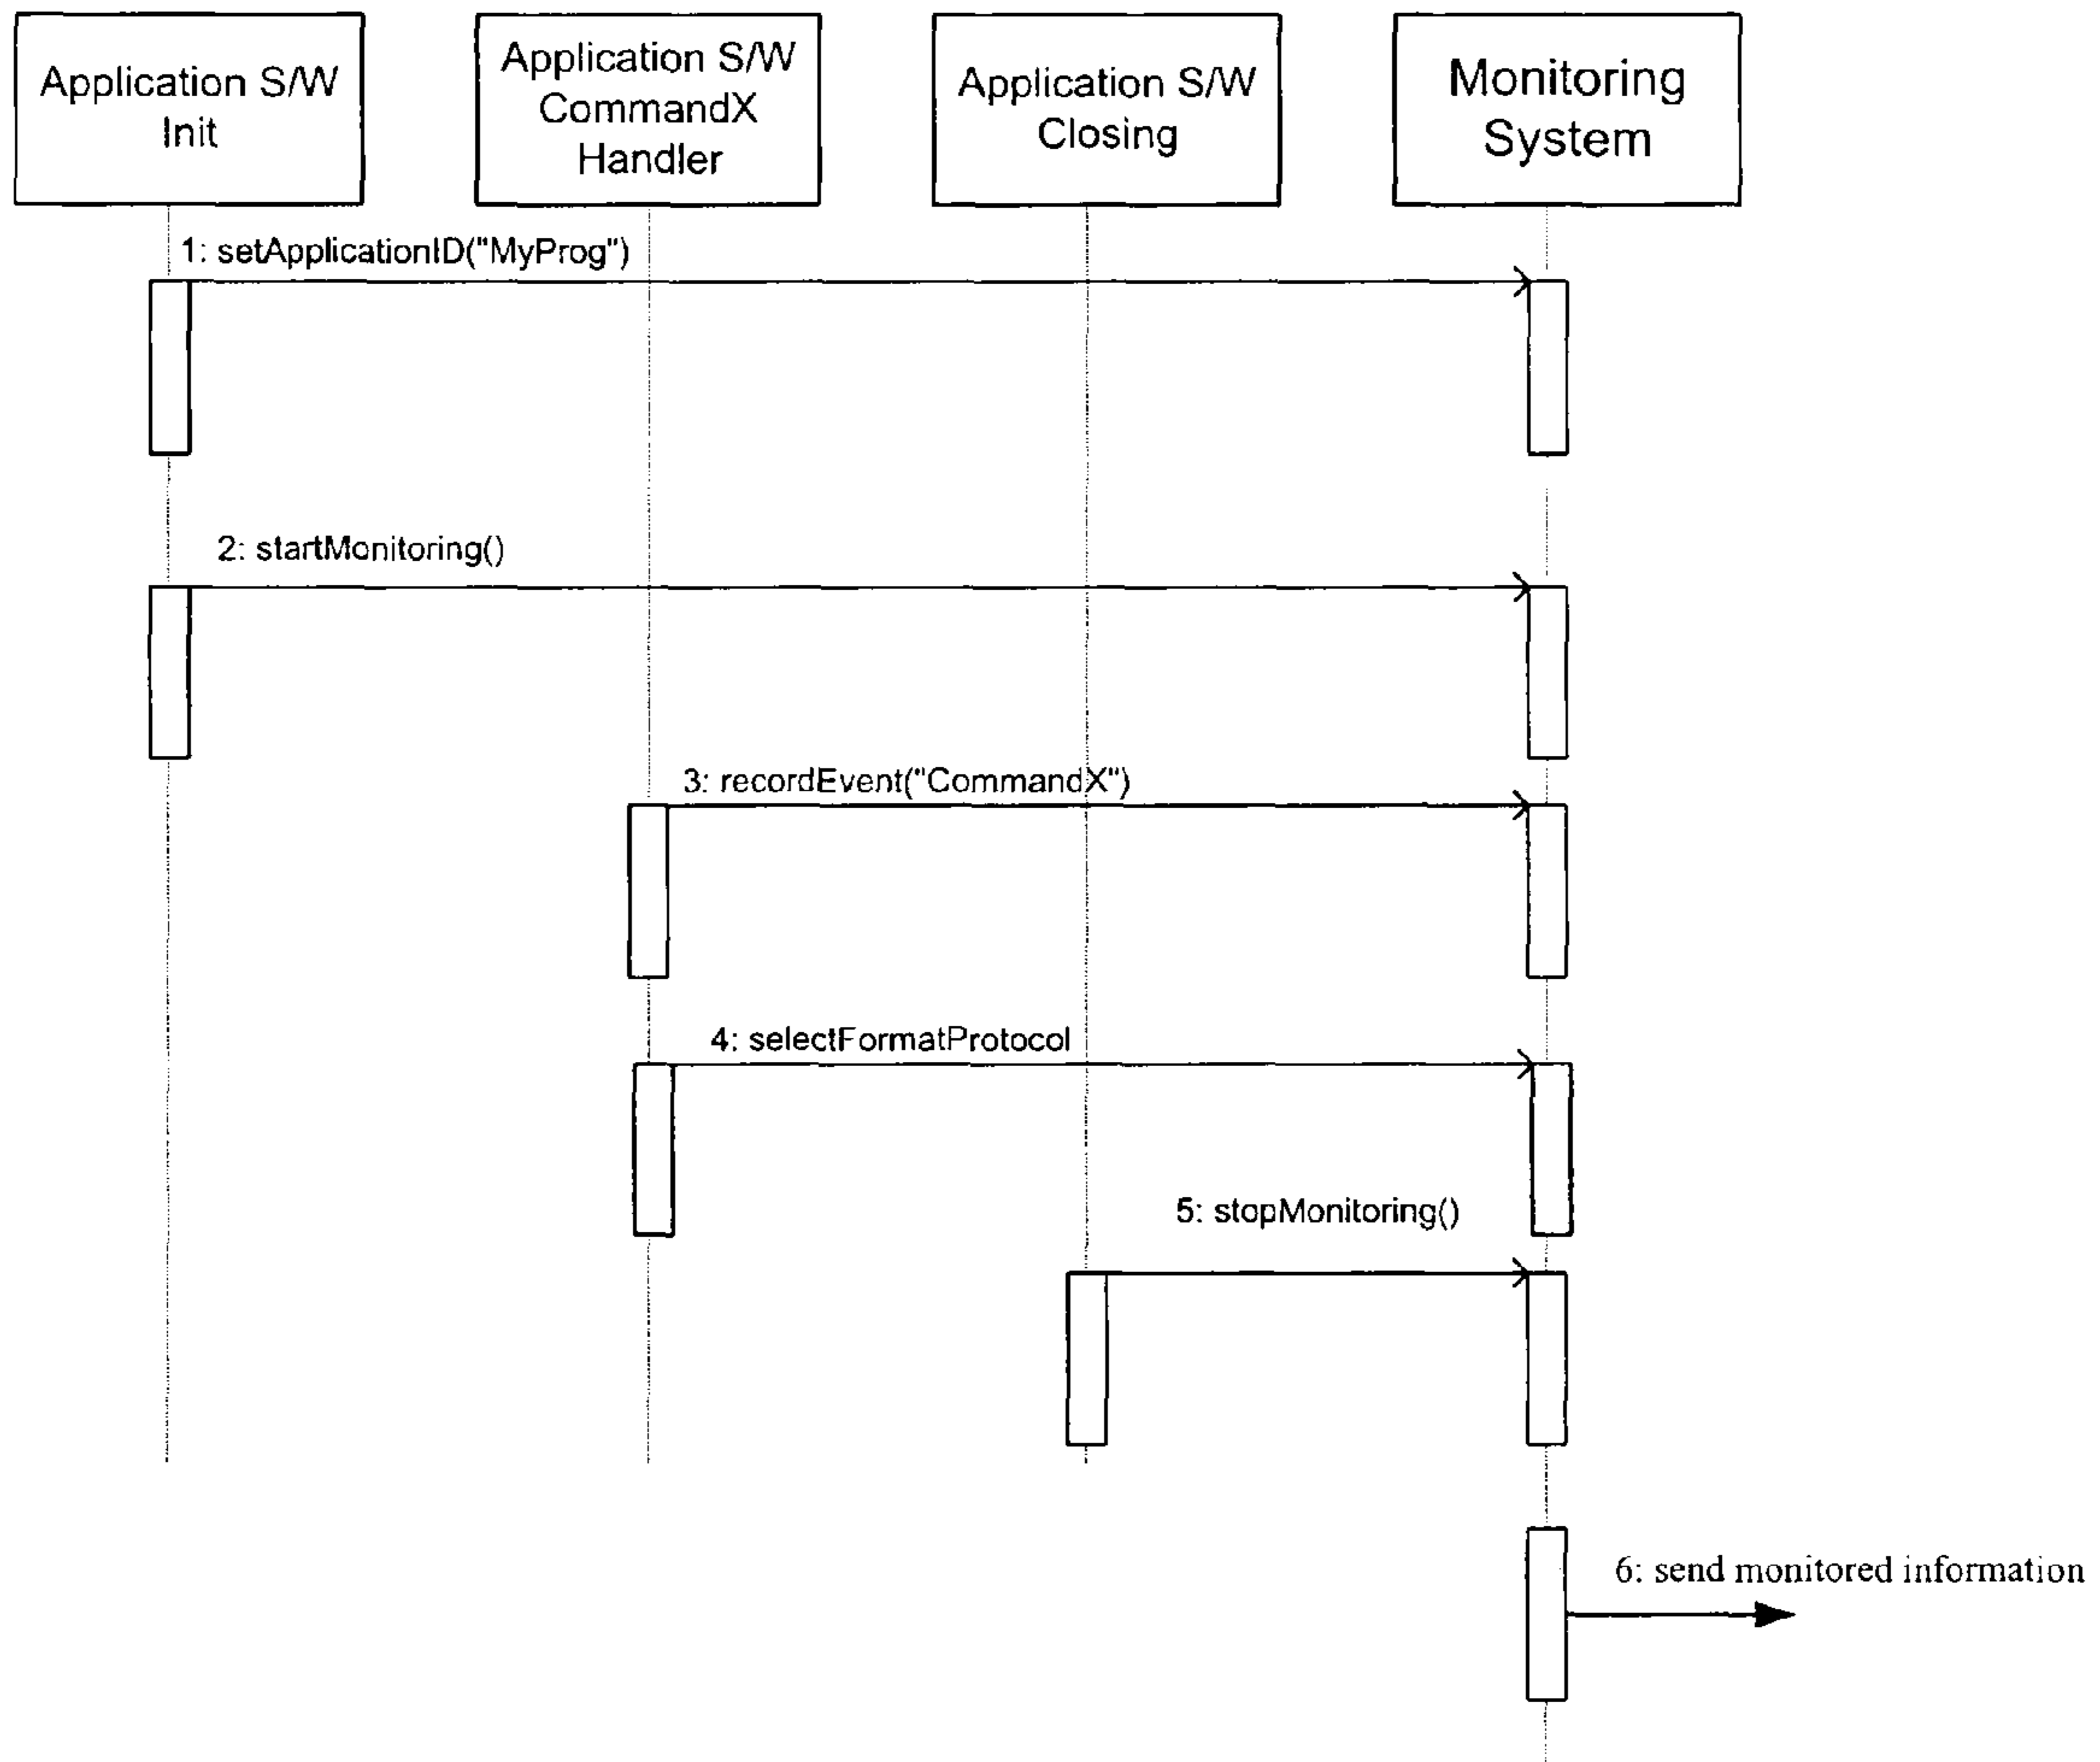 Application S/W
Init
Application S/W
CommandX
Handler
Application S/W
Closing
Monitoring
System
1: setApplicationID("MyProg")
2: startMonitoring()
3: recordEvent("CommandX")
4: selectFormatProtocol
5: stopMonitoring()
6: send monitored information